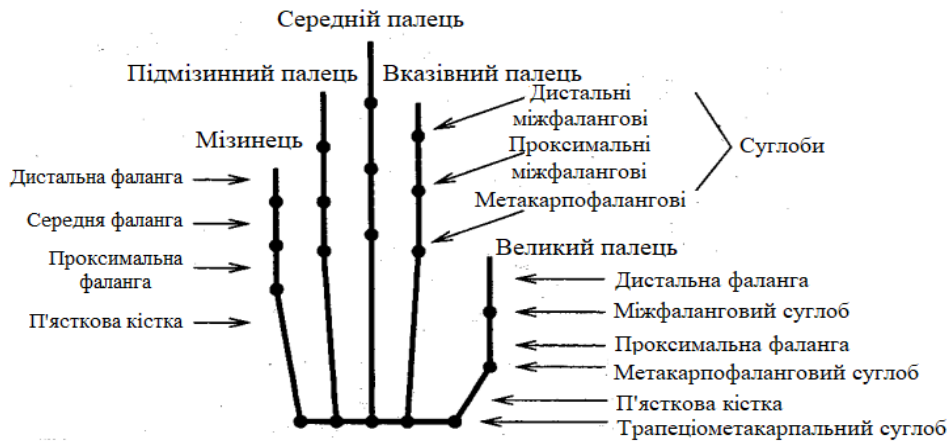 Середній палець
Підмізинний палець
Вказівний палець
Мізинець
Дистальна фаланга
Середня фаланга
Проксимальна
фаланга
П'ясткова кістка
Дистальні
міжфалангові
Проксимальні
міжфалангові
Метакарпофалангові
Суглоби
Великий палець
Дистальна фаланга
Міжфаланговий суглоб
Проксимальна фаланга
Метакарпофаланговий суглоб
П'ясткова кістка
Трапеціометакарпальний суглоб